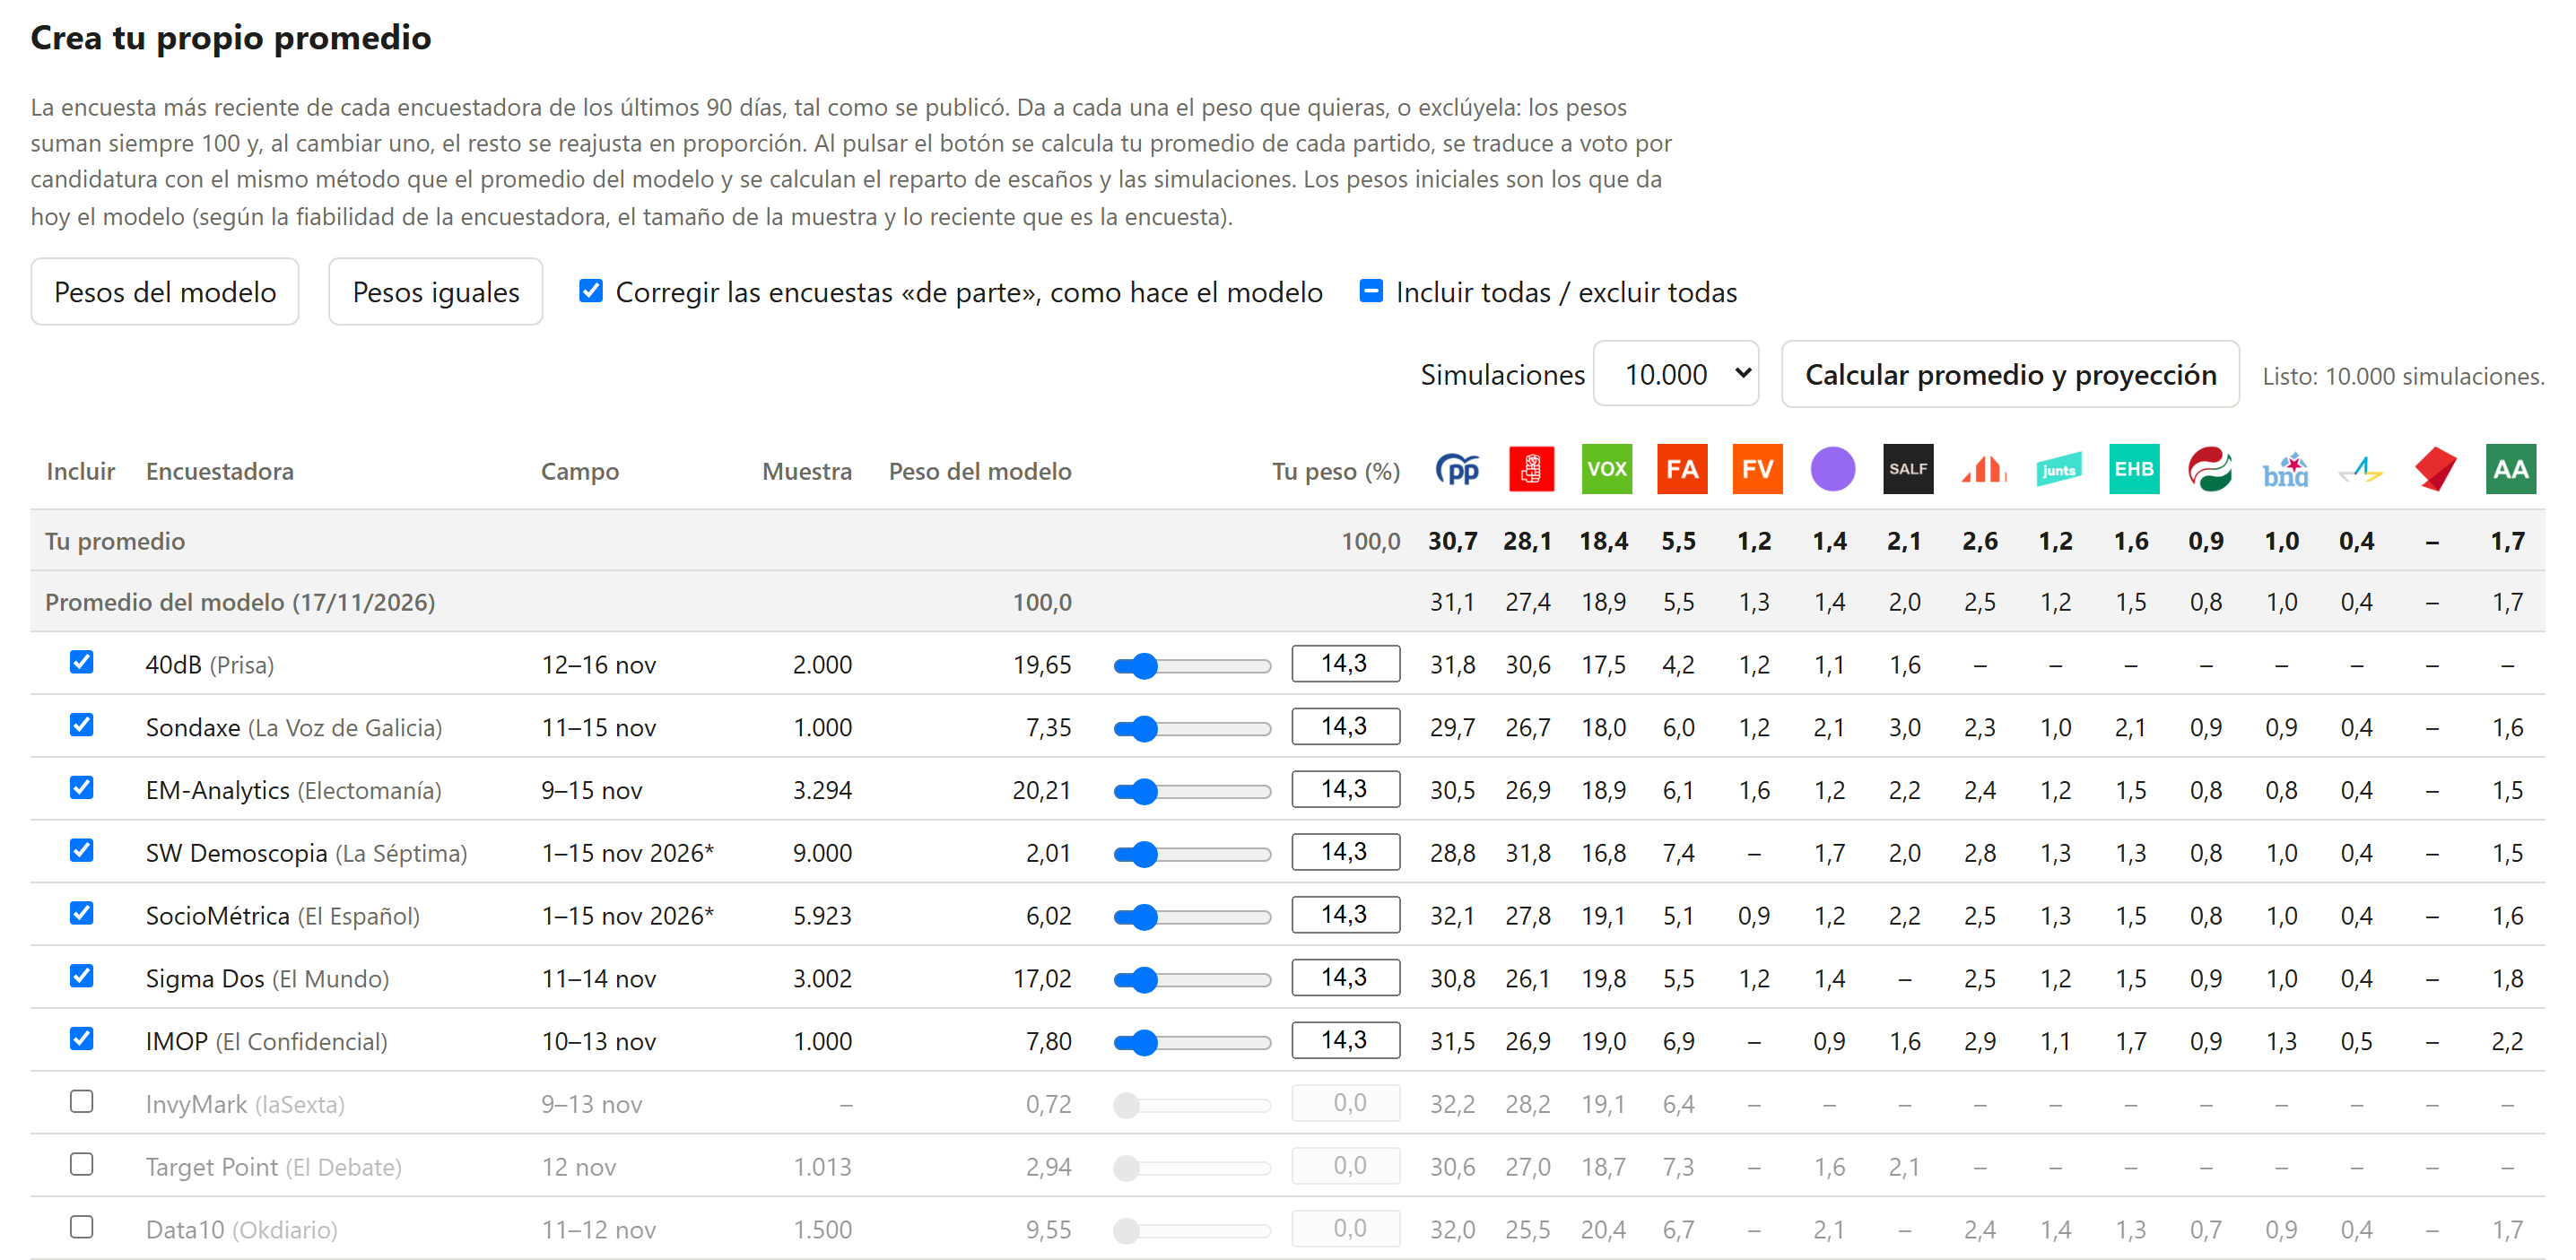 Crea tu propio promedio
La encuesta más reciente de cada encuestadora de los últimos 90 días, tal como se publicó. Da a cada una el peso que quieras, o exclúyela: los pesos
suman siempre 100 y, al cambiar uno, el resto se reajusta en proporción. Al pulsar el botón se calcula tu promedio de cada partido, se traduce a voto por
candidatura con el mismo método que el promedio del modelo y se calculan el reparto de escaños y las simulaciones. Los pesos iniciales son los que da
hoy el modelo (según la fiabilidad de la encuestadora, el tamaño de la muestra y lo reciente que es la encuesta).
Pesos del modelo Pesos iguales Corregir las encuestas «de parte», como hace el modelo Incluir todas / excluir todas
Simulaciones 10.000 Calcular promedio y proyección Listo: 10.000 simulaciones.
Incluir Encuestadora Campo Muestra Peso del modelo Tu peso (%) pp VOX FA FV SALF junts EHB bng AA
Tu promedio 100,0 30,7 28,1 18,4 5,5 1,2 1,4 2,1 2,6 1,2 1,6 0,9 1,0 0,4 – 1,7
Promedio del modelo (17/11/2026) 100,0 31,1 27,4 18,9 5,5 1,3 1,4 2,0 2,5 1,2 1,5 0,8 1,0 0,4 – 1,7
40dB (Prisa) 12–16 nov 2.000 19,65 14,3 31,8 30,6 17,5 4,2 1,2 1,1 1,6 – – – – – – – –
Sondaxe (La Voz de Galicia) 11–15 nov 1.000 7,35 14,3 29,7 26,7 18,0 6,0 1,2 2,1 3,0 2,3 1,0 2,1 0,9 0,9 0,4 – 1,6
EM-Analytics (Electomanía) 9–15 nov 3.294 20,21 14,3 30,5 26,9 18,9 6,1 1,6 1,2 2,2 2,4 1,2 1,5 0,8 0,8 0,4 – 1,5
SW Demoscopia (La Séptima) 1–15 nov 2026* 9.000 2,01 14,3 28,8 31,8 16,8 7,4 – 1,7 2,0 2,8 1,3 1,3 0,8 1,0 0,4 – 1,5
SocioMétrica (El Español) 1–15 nov 2026* 5.923 6,02 14,3 32,1 27,8 19,1 5,1 0,9 1,2 2,2 2,5 1,3 1,5 0,8 1,0 0,4 – 1,6
Sigma Dos (El Mundo) 11–14 nov 3.002 17,02 14,3 30,8 26,1 19,8 5,5 1,2 1,4 – 2,5 1,2 1,5 0,9 1,0 0,4 – 1,8
IMOP (El Confidencial) 10–13 nov 1.000 7,80 14,3 31,5 26,9 19,0 6,9 – 0,9 1,6 2,9 1,1 1,7 0,9 1,3 0,5 – 2,2
InvyMark (laSexta) 9–13 nov – 0,72 0,0 32,2 28,2 19,1 6,4 – – – – – – – – – – –
Target Point (El Debate) 12 nov 1.013 2,94 0,0 30,6 27,0 18,7 7,3 – 1,6 2,1 – – – – – – – –
Data10 (Okdiario) 11–12 nov 1.500 9,55 0,0 32,0 25,5 20,4 6,7 – 2,1 – 2,4 1,4 1,3 0,7 0,9 0,4 – 1,7